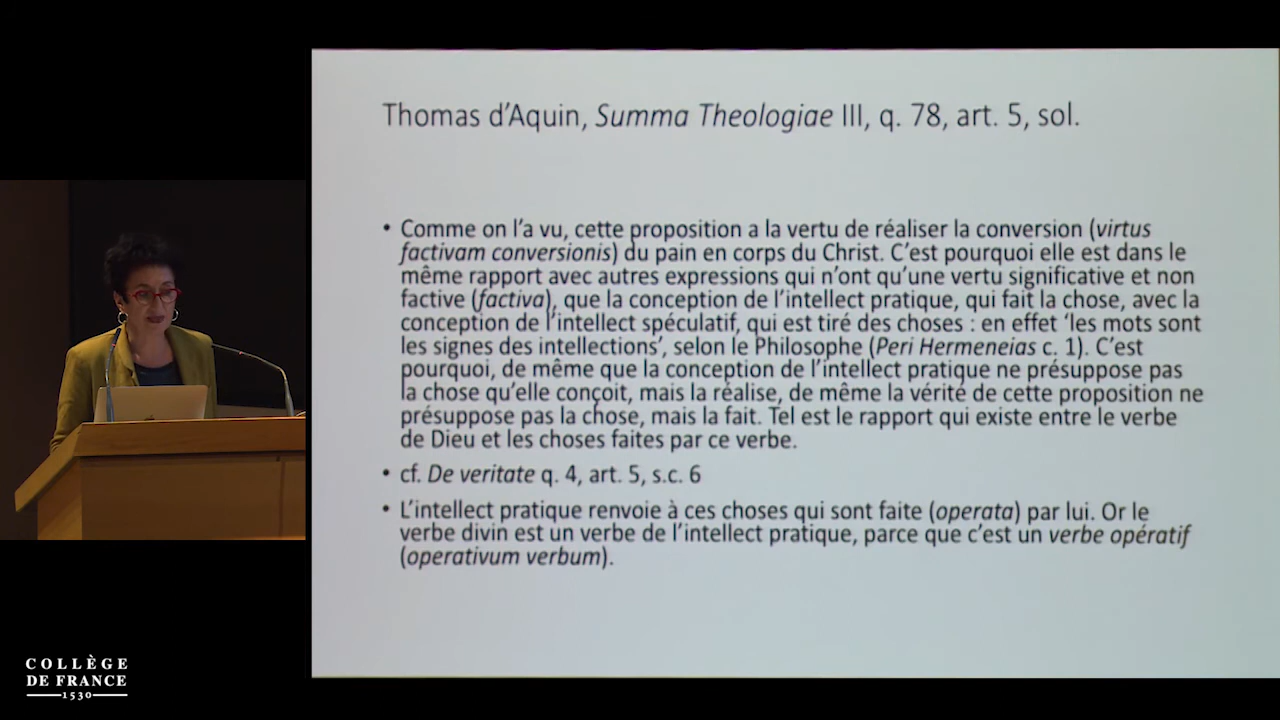 Thomas d'Aquin, Summa Theologiae III, q. 78, art. 5, sol.
• Comme on l'a vu, cette proposition a la vertu de réaliser la conversion (virtus
factivam conversionis) du pain en corps du Christ. C'est pourquoi elle est dans le
même rapport avec autres expressions qui n'ont qu'une vertu significative et non
factive (factiva), que la conception de l'intellect pratique, qui fait la chose, avec la
conception de l'intellect spéculatif, qui est tiré des choses : en effet 'les mots sont
les signes des intellections', selon le Philosophe (Peri Hermeneias c. 1). C'est
pourquoi, de même que la conception de l'intellect pratique ne présuppose pas
la chose qu'elle conçoit, mais la réalise, de même la vérité de cette proposition ne
présuppose pas la chose, mais la fait. Tel est le rapport qui existe entre le verbe
de Dieu et les choses faites par ce verbe.
• cf. De veritate q. 4, art. 5, s.c. 6
• L'intellect pratique renvoie à ces choses qui sont faite (operata) par lui. Or le
verbe divin est un verbe de l'intellect pratique, parce que c'est un verbe opératif
(operativum verbum).
COLLÈGE
DE FRANCE
1530